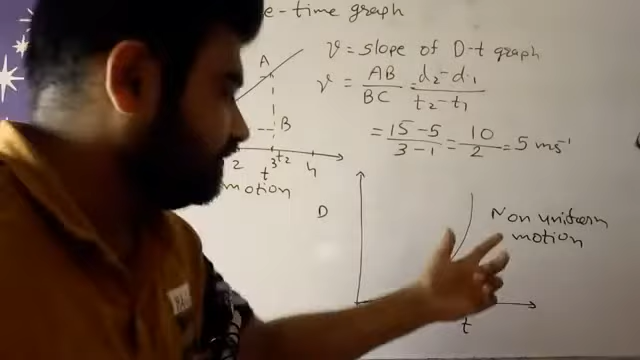 e-time graph
A
v = slope of D-t graph
v = AB/BC = d2-d1/t2-t1
B
= 15-5/3-1 = 10/2 = 5 ms-1
2 3 t2 4
t
motion
D
Non uniform
motion
t